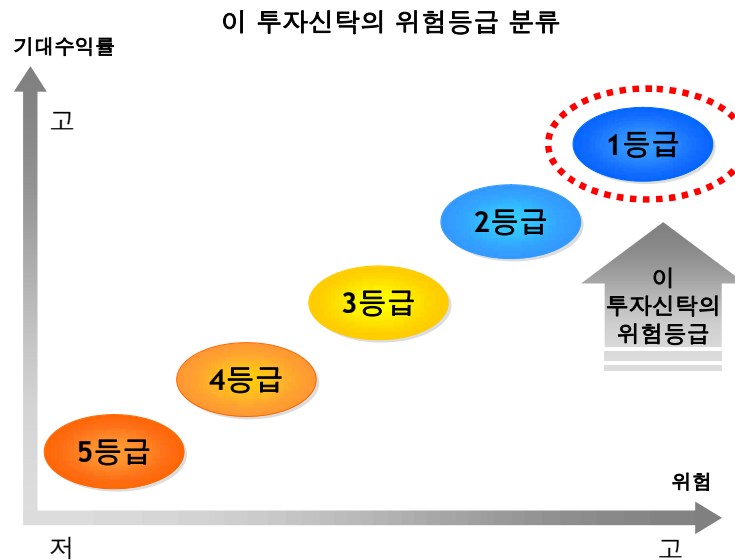 이 투자신탁의 위험등급 분류
기대수익률
고
1등급
2등급
이
투자신탁의
위험등급
3등급
4등급
5등급
위험
저
고